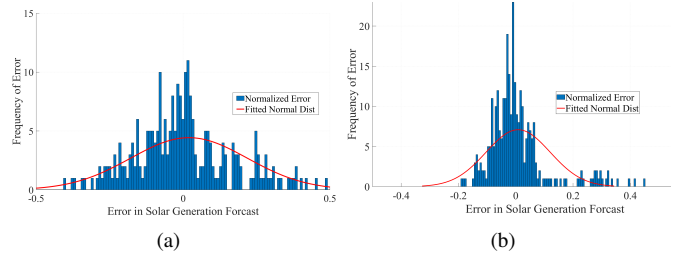 15
10
5
0
-0.5
0
0.5
Frequency of Error
Error in Solar Generation Forcast
Normalized Error
Fitted Normal Dist
(a)
20
15
10
5
0
-0.4
-0.2
0
0.2
0.4
Frequency of Error
Error in Solar Generation Forcast
Normalized Error
Fitted Normal Dist
(b)